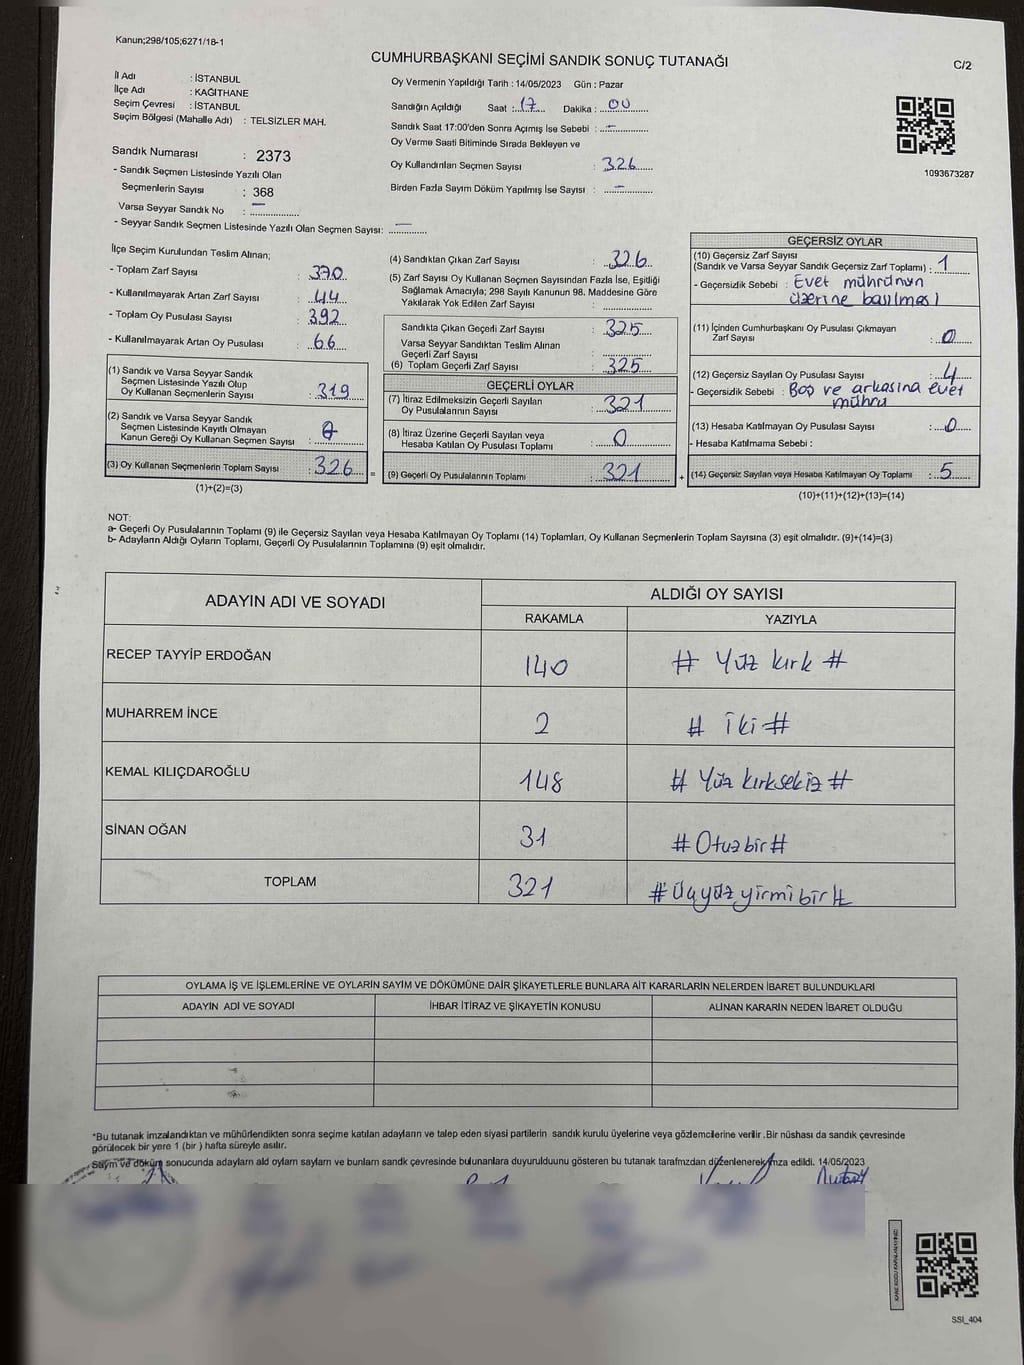 Kanun;298/105;6271/18-1
CUMHURBAŞKANI SEÇİMİ SANDIK SONUÇ TUTANAĞI
C/2
İl Adı : İSTANBUL
İlçe Adı : KAĞITHANE
Seçim Çevresi : İSTANBUL
Seçim Bölgesi (Mahalle Adı) : TELSİZLER MAH.
Sandık Numarası : 2373
- Sandık Seçmen Listesinde Yazılı Olan
Seçmenlerin Sayısı : 368
Varsa Seyyar Sandık No : —
- Seyyar Sandık Seçmen Listesinde Yazılı Olan Seçmen Sayısı: —
Oy Vermenin Yapıldığı Tarih : 14/05/2023 Gün : Pazar
Sandığın Açıldığı Saat : 17 Dakika : 00
Sandık Saat 17:00'den Sonra Açımış İse Sebebi : —
Oy Verme Saati Bitiminde Sırada Bekleyen ve
Oy Kullandırılan Seçmen Sayısı : 326
Birden Fazla Sayım Döküm Yapılmış İse Sayısı : —
1093673287
İlçe Seçim Kurulundan Teslim Alınan;
- Toplam Zarf Sayısı : 370
- Kullanılmayarak Artan Zarf Sayısı : 44
- Toplam Oy Pusulası Sayısı : 392
- Kullanılmayarak Artan Oy Pusulası : 66
(1) Sandık ve Varsa Seyyar Sandık
Seçmen Listesinde Yazılı Olup
Oy Kullanan Seçmenlerin Sayısı : 319
(2) Sandık ve Varsa Seyyar Sandık
Seçmen Listesinde Kayıtlı Olmayan
Kanun Gereği Oy Kullanan Seçmen Sayısı :
(3) Oy Kullanan Seçmenlerin Toplam Sayısı : 326 =
(1)+(2)=(3)
(4) Sandıktan Çıkan Zarf Sayısı : 326
(5) Zarf Sayısı Oy Kullanan Seçmen Sayısından Fazla İse, Eşitliği
Sağlamak Amacıyla; 298 Sayılı Kanunun 98. Maddesine Göre
Yakılarak Yok Edilen Zarf Sayısı :
Sandıkta Çıkan Geçerli Zarf Sayısı : 325
Varsa Seyyar Sandıktan Teslim Alınan
Geçerli Zarf Sayısı :
(6) Toplam Geçerli Zarf Sayısı : 325
GEÇERLİ OYLAR
(7) İtiraz Edilmeksizin Geçerli Sayılan
Oy Pusulalarının Sayısı : 321
(8) İtiraz Üzerine Geçerli Sayılan veya
Hesaba Katılan Oy Pusulası Toplamı : 0
(9) Geçerli Oy Pusulalarının Toplamı : 321 +
GEÇERSİZ OYLAR
(10) Geçersiz Zarf Sayısı
(Sandık ve Varsa Seyyar Sandık Geçersiz Zarf Toplamı) : 1
- Geçersizlik Sebebi : Evet mührünün
üzerine basılması
(11) İçinden Cumhurbaşkanı Oy Pusulası Çıkmayan
Zarf Sayısı : 0
(12) Geçersiz Sayılan Oy Pusulası Sayısı : 4
- Geçersizlik Sebebi : Boş ve arkasına evet
mührü
(13) Hesaba Katılmayan Oy Pusulası Sayısı : 0
- Hesaba Katılmama Sebebi :
(14) Geçersiz Sayılan veya Hesaba Katılmayan Oy Toplamı : 5
(10)+(11)+(12)+(13)=(14)
NOT:
a- Geçerli Oy Pusulalarının Toplamı (9) ile Geçersiz Sayılan veya Hesaba Katılmayan Oy Toplamı (14) Toplamları, Oy Kullanan Seçmenlerin Toplam Sayısına (3) eşit olmalıdır. (9)+(14)=(3)
b- Adayların Aldığı Oyların Toplamı, Geçerli Oy Pusulalarının Toplamına (9) eşit olmalıdır.
ADAYIN ADI VE SOYADI ALDIĞI OY SAYISI
RAKAMLA YAZIYLA
RECEP TAYYİP ERDOĞAN 140 # Yüz kırk #
MUHARREM İNCE 2 # İki #
KEMAL KILIÇDAROĞLU 148 # Yüz kırksekiz #
SİNAN OĞAN 31 # Otuzbir #
TOPLAM 321 # Üçyüzyirmibir #
OYLAMA İŞ VE İŞLEMLERİNE VE OYLARIN SAYIM VE DÖKÜMÜNE DAİR ŞİKAYETLERLE BUNLARA AİT KARARLARIN NELERDEN İBARET BULUNDUKLARI
ADAYIN ADI VE SOYADI İHBAR İTİRAZ VE ŞİKAYETİN KONUSU ALINAN KARARIN NEDEN İBARET OLDUĞU
*Bu tutanak imzalandıktan ve mühürlendikten sonra seçime katılan adayların ve talep eden siyasi partilerin sandık kurulu üyelerine veya gözlemcilerine verilir .Bir nüshası da sandık çevresinde
görülecek bir yere 1 (bir ) hafta süreyle asılır.
Sayım ve döküm sonucunda adayların ald oyların sayların ve bunların sandk çevresinde bulunanlara duyurulduunu gösteren bu tutanak tarafmzdan düzenlenerek imza edildi. 14/05/2023
SSİ_404